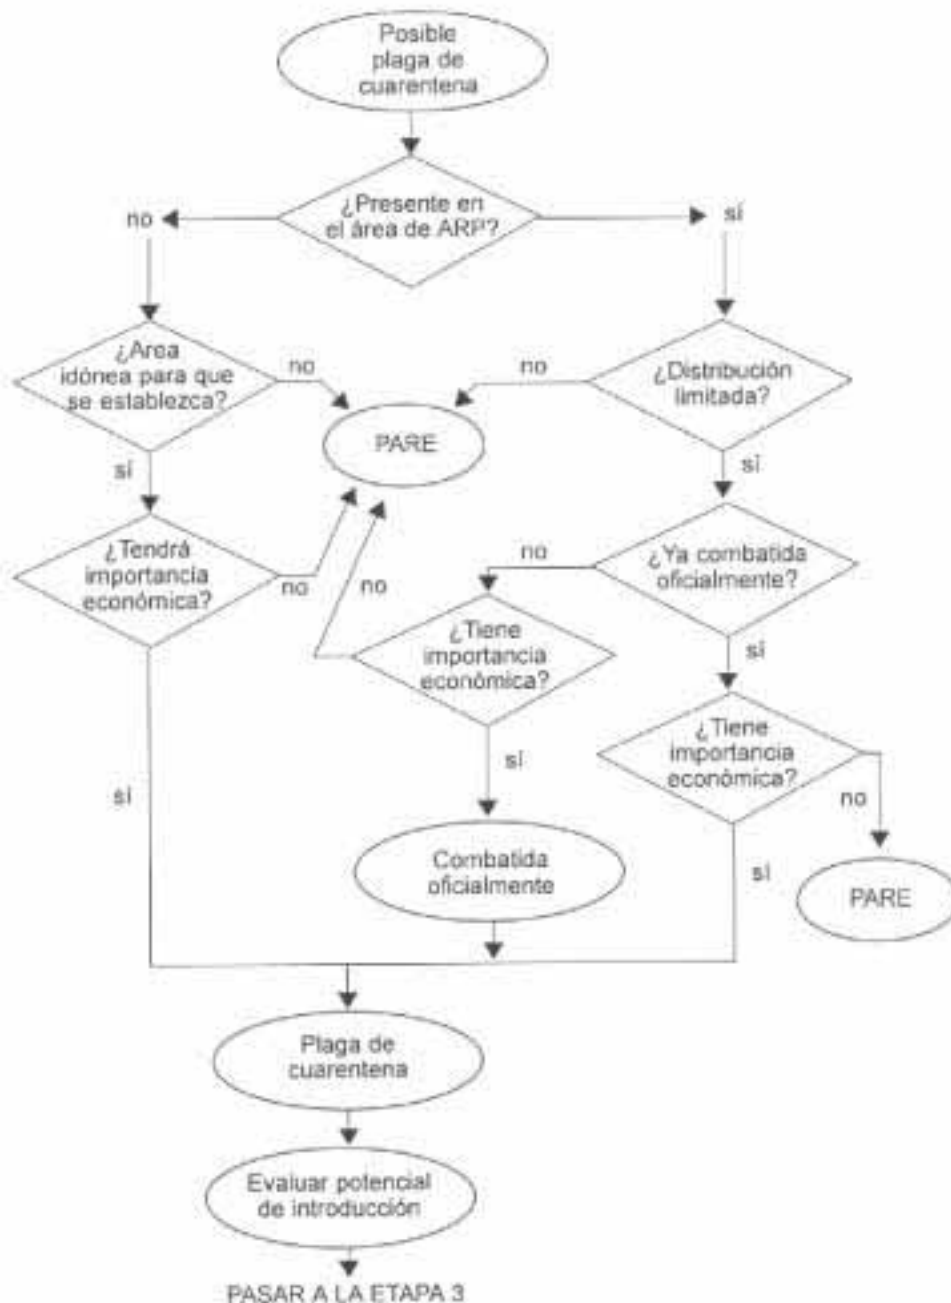 Posible
plaga de
cuarentena
¿Presente en
el área de ARP?
no
sí
¿Area
idónea para que
se establezca?
no
no
¿Distribución
limitada?
PARE
sí
sí
¿Tendrá
importancia
económica?
no
no
no
¿Ya combatida
oficialmente?
¿Tiene
importancia
económica?
sí
¿Tiene
importancia
económica?
sí
sí
no
Combatida
oficialmente
sí
PARE
Plaga de
cuarentena
Evaluar potencial
de introducción
PASAR A LA ETAPA 3